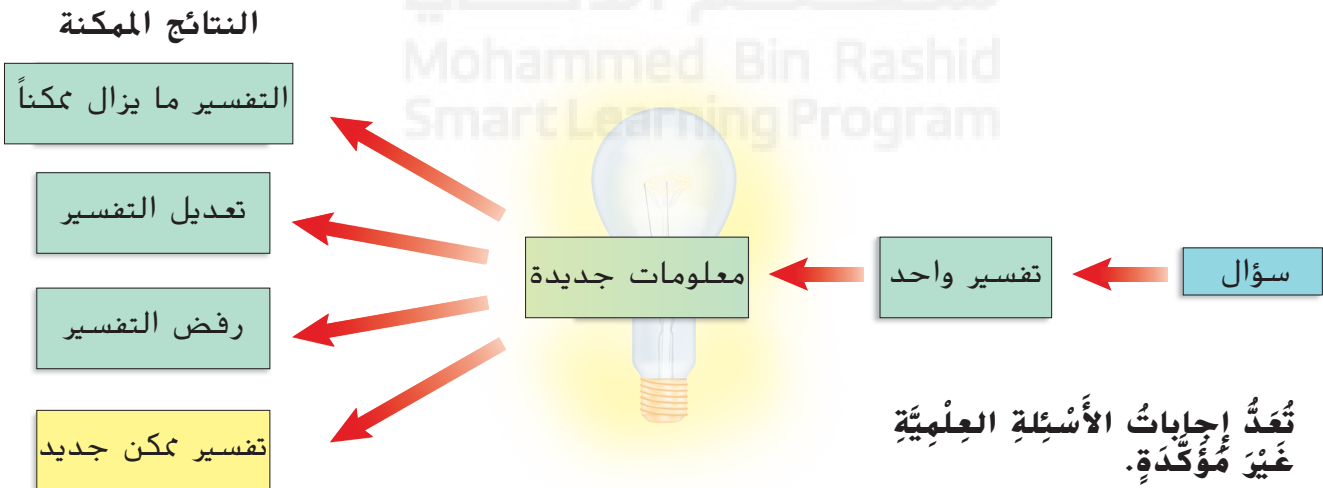 Mohammed Bin Rashid
Smart Learning Program
النتائج الممكنة
سؤال
تفسير واحد
معلومات جديدة
التفسير ما يزال ممكناً
تعديل التفسير
رفض التفسير
تفسير ممكن جديد
تُعَدُّ إِجاباتُ الأَسْئِلةِ العِلْمِيَّةِ
غَيْرَ مُؤَكَّدَةٍ.